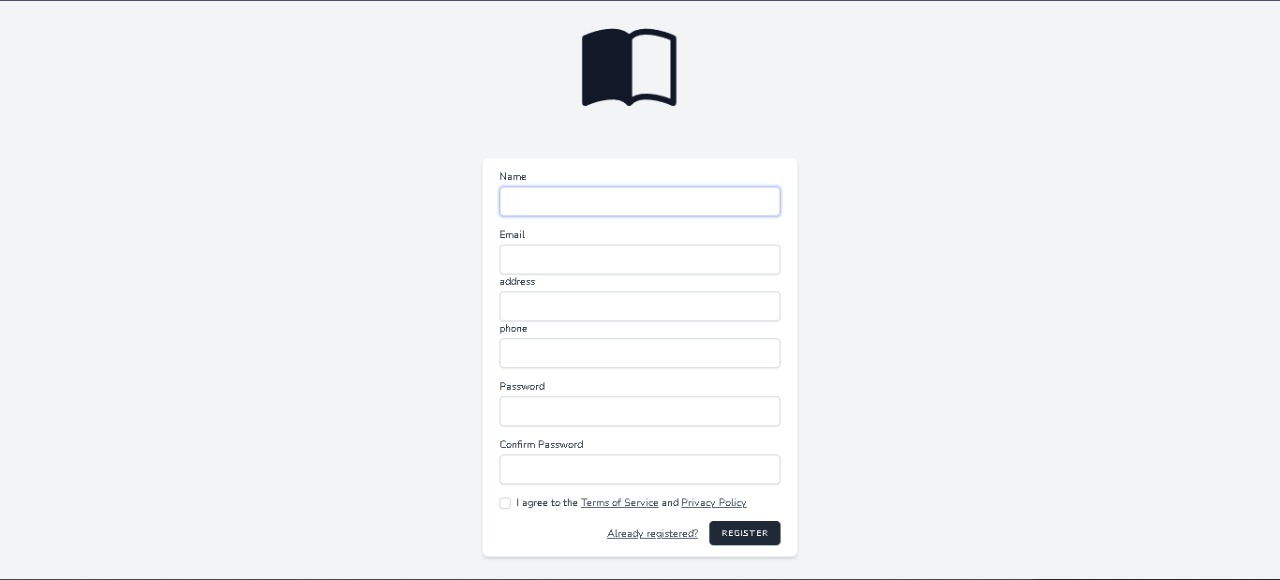 Name
Email
address
phone
Password
Confirm Password
I agree to the Terms of Service and Privacy Policy
Already registered? REGISTER